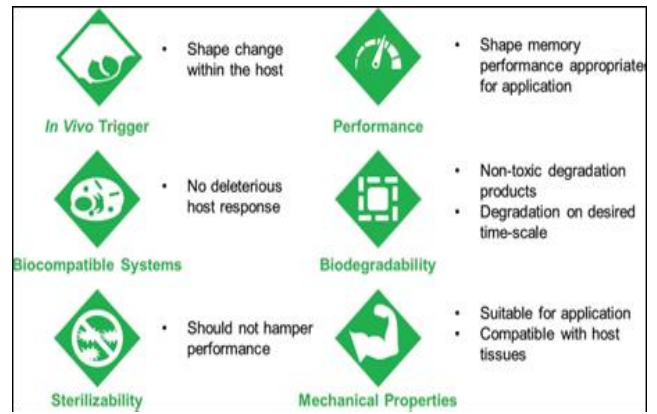 • Shape change
within the host
In Vivo Trigger
• Shape memory
performance appropriate
for application
Performance
• No deleterious
host response
Biocompatible Systems
• Non-toxic degradation
products
• Degradation on desired
time-scale
Biodegradability
• Should not hamper
performance
Sterilizability
• Suitable for application
• Compatible with host
tissues
Mechanical Properties